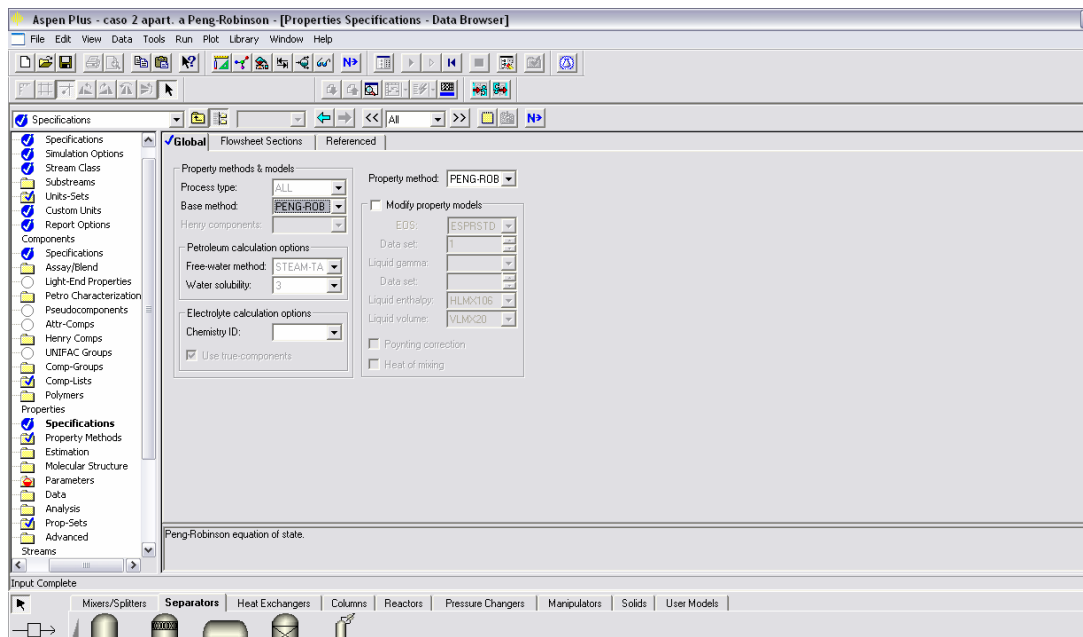 Aspen Plus - caso 2 apart. a Peng-Robinson - [Properties Specifications - Data Browser]
File Edit View Data Tools Run Plot Library Window Help
N>
Specifications
<< All >> N>
Specifications
Simulation Options
Stream Class
Substreams
Units-Sets
Custom Units
Report Options
Components
Specifications
Assay/Blend
Light-End Properties
Petro Characterization
Pseudocomponents
Attr-Comps
Henry Comps
UNIFAC Groups
Comp-Groups
Comp-Lists
Polymers
Properties
Specifications
Property Methods
Estimation
Molecular Structure
Parameters
Data
Analysis
Prop-Sets
Advanced
Streams
Global Flowsheet Sections Referenced
Property methods & models
Process type: ALL
Base method: PENG-ROB
Henry components:
Petroleum calculation options
Free-water method: STEAM-TA
Water solubility: 3
Electrolyte calculation options
Chemistry ID:
Use true-components
Property method: PENG-ROB
Modify property models
EOS: ESPRSTD
Data set: 1
Liquid gamma:
Data set:
Liquid enthalpy: HLMX106
Liquid volume: VLMX20
Poynting correction
Heat of mixing
Peng-Robinson equation of state.
Input Complete
Mixers/Splitters Separators Heat Exchangers Columns Reactors Pressure Changers Manipulators Solids User Models